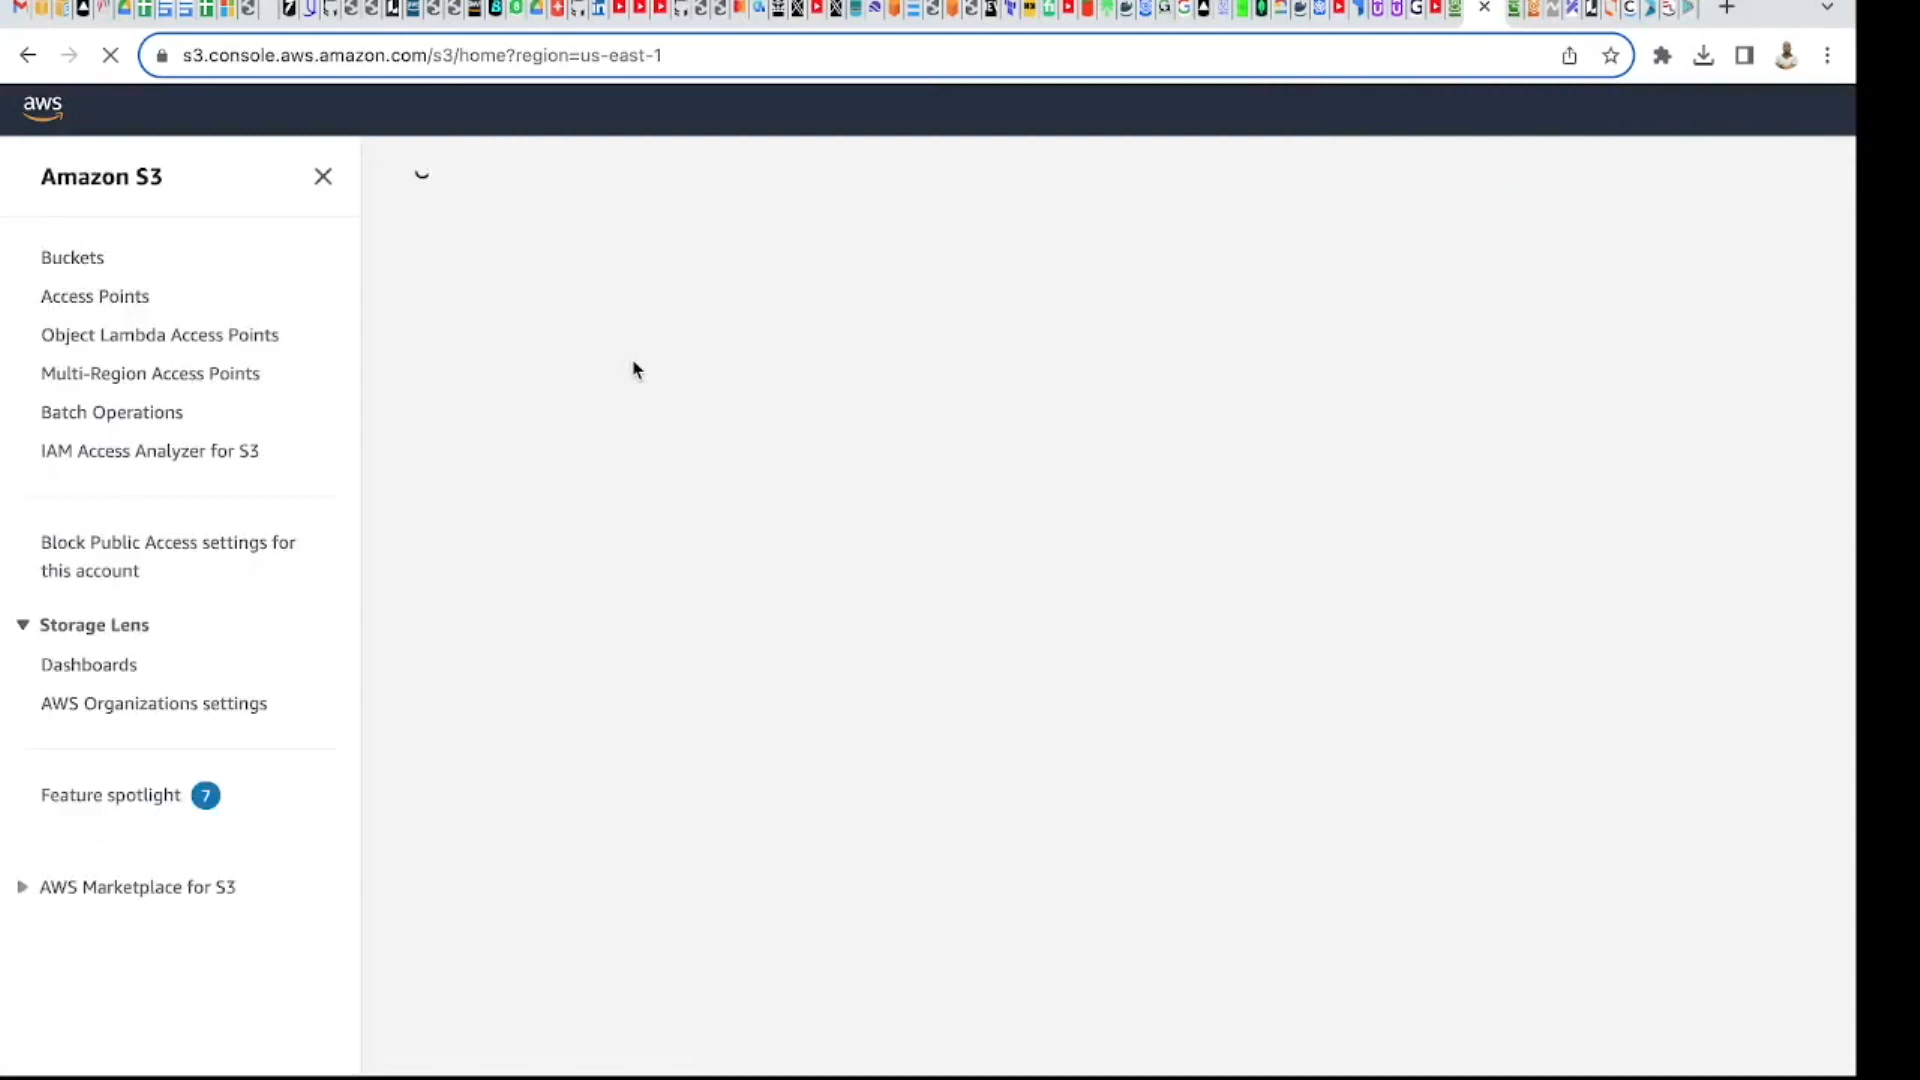 s3.console.aws.amazon.com/s3/home?region=us-east-1
aws
Amazon S3
Buckets
Access Points
Object Lambda Access Points
Multi-Region Access Points
Batch Operations
IAM Access Analyzer for S3
Block Public Access settings for
this account
Storage Lens
Dashboards
AWS Organizations settings
Feature spotlight 7
AWS Marketplace for S3